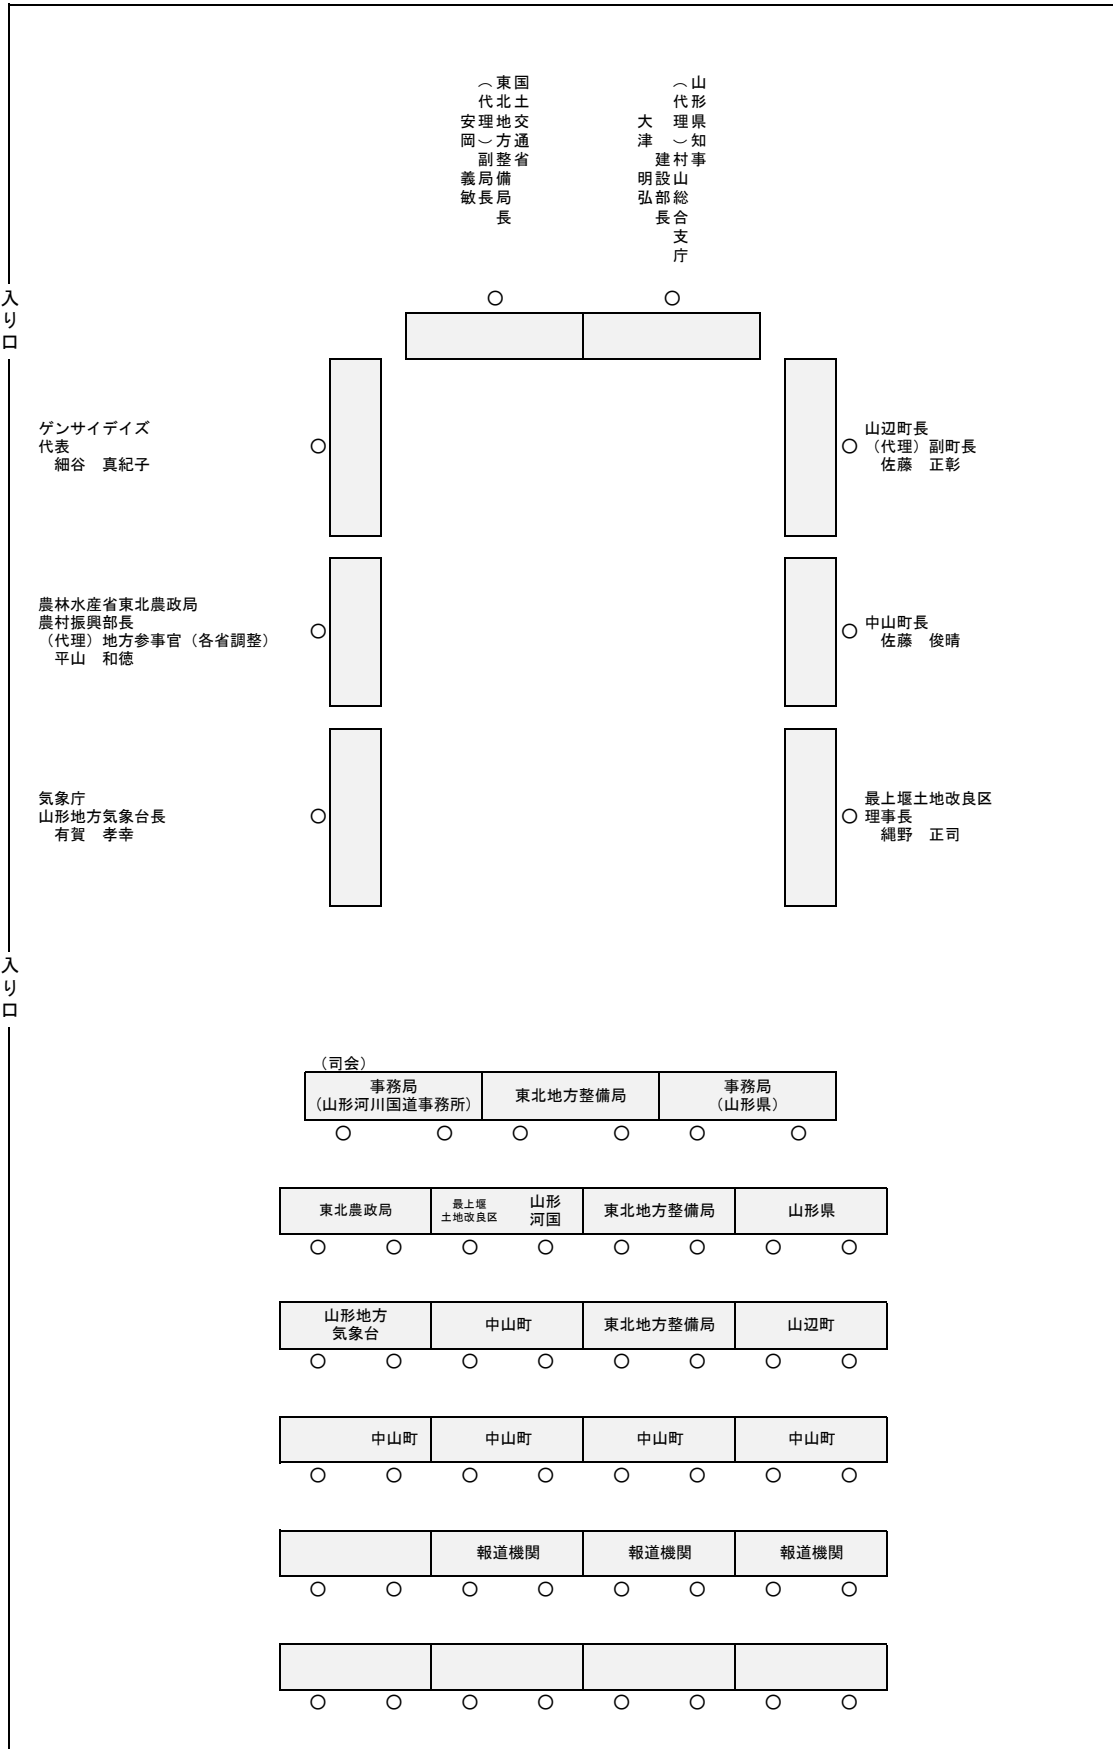 国土交通省
東北地方整備局長
（代理）副局長
安岡　義敏
山形県知事
（代理）村山総合支庁
建設部長
大津　明弘
入り口
ゲンサイデイズ
代表
細谷　真紀子
山辺町長
（代理）副町長
佐藤　正彰
農林水産省東北農政局
農村振興部長
（代理）地方参事官（各省調整）
平山　和徳
中山町長
佐藤　俊晴
気象庁
山形地方気象台長
有賀　孝幸
最上堰土地改良区
理事長
縄野　正司
入り口
（司会）
事務局
（山形河川国道事務所）
東北地方整備局
事務局
（山形県）
東北農政局
最上堰
土地改良区
山形
河国
東北地方整備局
山形県
山形地方
気象台
中山町
東北地方整備局
山辺町
中山町
中山町
中山町
中山町
報道機関
報道機関
報道機関